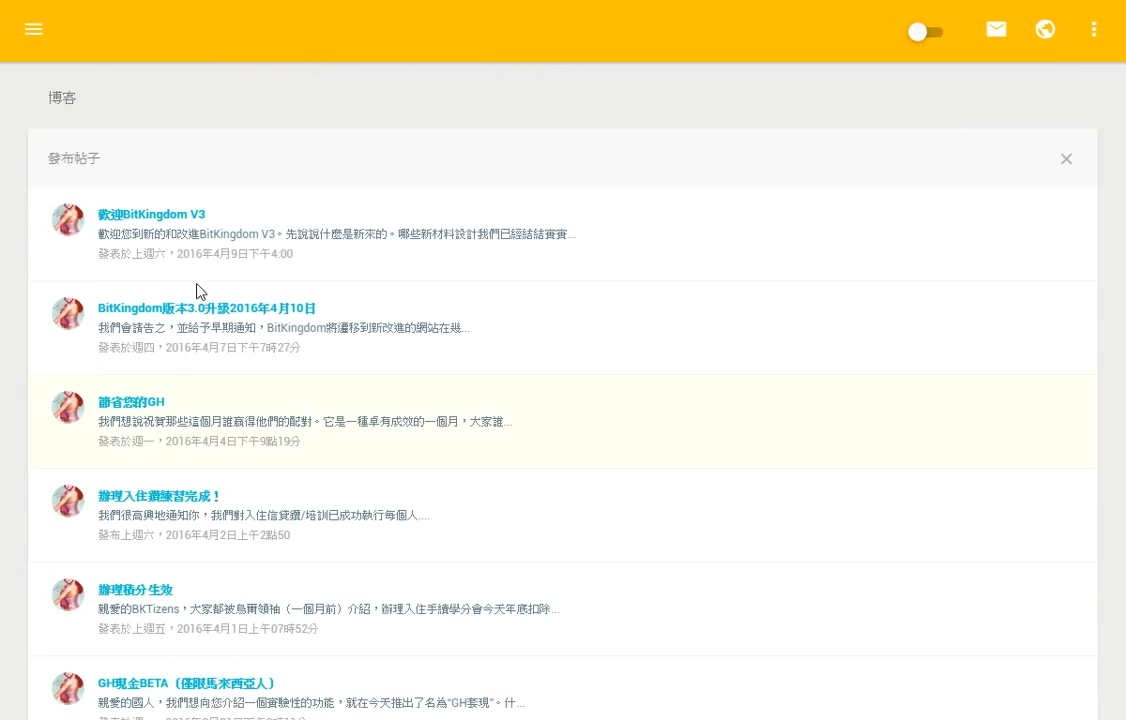 博客
發布帖子
歡迎BitKingdom V3
歡迎您到新的和改進BitKingdom V3。先說說什麼是新來的。哪些新材料設計我們已經結結實實...
發表於上週六，2016年4月9日下午4:00
BitKingdom版本3.0升級2016年4月10日
我們會請告之，並給予早期通知，BitKingdom將遷移到新改進的網站在幾...
發表於週四，2016年4月7日下午7時27分
節省您的GH
我們想說祝賀那些這個月誰贏得他們的配對。它是一種卓有成效的一個月，大家誰...
發表於週一，2016年4月4日下午9點19分
辦理入住鑽練習完成！
我們很高興地通知你，我們對入住信貸鑽/培訓已成功執行每個人....
發布上週六，2016年4月2日上午2點50
辦理積分生效
親愛的BKTizens，大家都被烏爾領袖（一個月前）介紹，辦理入住手續學分會今天年底扣除...
發表於上週五，2016年4月1日上午07時52分
GH現金BETA（僅限馬來西亞人）
親愛的國人，我們想向您介紹一個實驗性的功能，就在今天推出了名為“GH套現”。什...